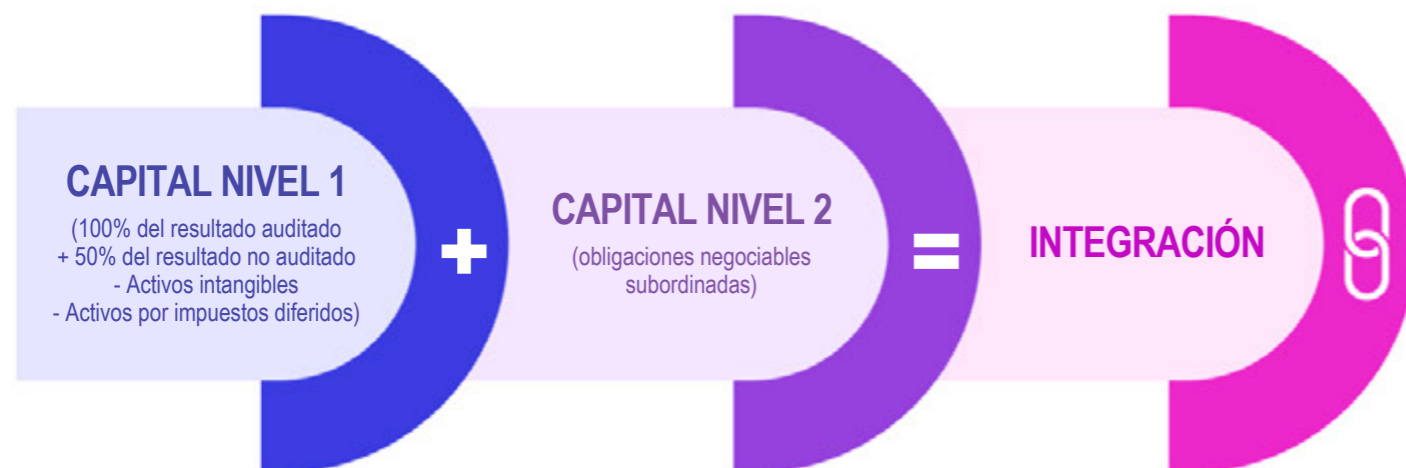 CAPITAL NIVEL 1
(100% del resultado auditado
+ 50% del resultado no auditado
- Activos intangibles
- Activos por impuestos diferidos)
+
CAPITAL NIVEL 2
(obligaciones negociables
subordinadas)
=
INTEGRACIÓN